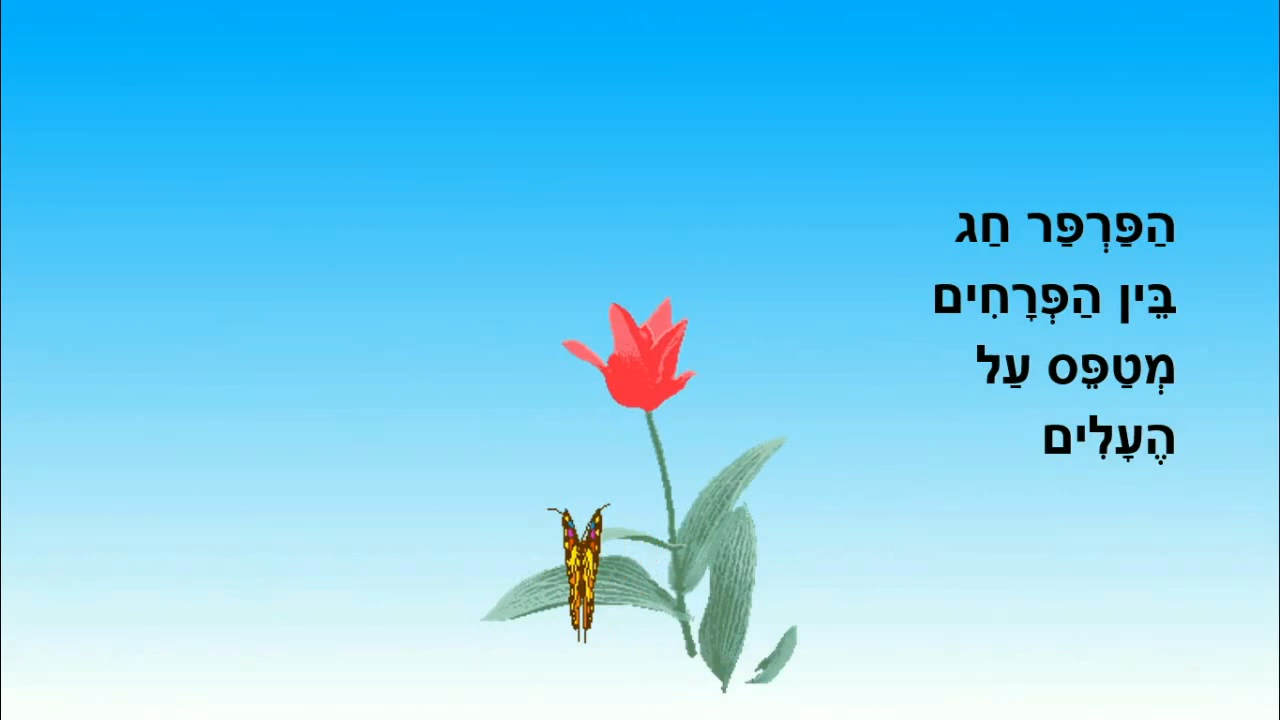 הַפַּרְפַּר חַג
בֵּין הַפְּרָחִים
מְטַפֵּס עַל
הֶעָלִים